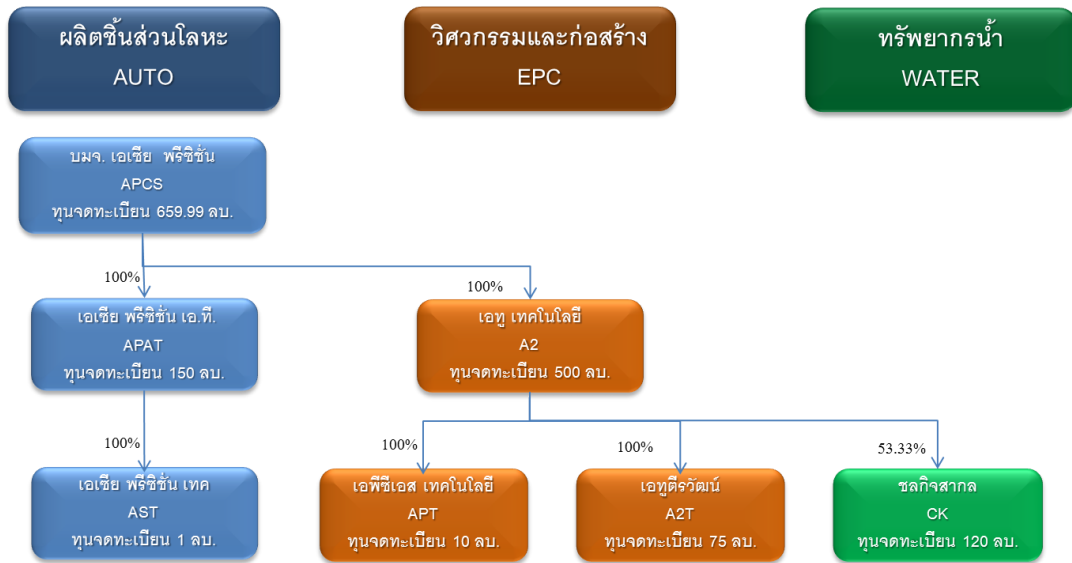 ผลิตชิ้นส่วนโลหะ
AUTO
วิศวกรรมและก่อสร้าง
EPC
ทรัพยากรน้ำ
WATER
บมจ. เอเซีย พรีซิชั่น
APCS
ทุนจดทะเบียน 659.99 ลบ.
100%
100%
เอเซีย พรีซิชั่น เอ.ที.
APAT
ทุนจดทะเบียน 150 ลบ.
เอทู เทคโนโลยี
A2
ทุนจดทะเบียน 500 ลบ.
100%
100%
100%
53.33%
เอเซีย พรีซิชั่น เทค
AST
ทุนจดทะเบียน 1 ลบ.
เอพีซีเอส เทคโนโลยี
APT
ทุนจดทะเบียน 10 ลบ.
เอทูตีรวัฒน์
A2T
ทุนจดทะเบียน 75 ลบ.
ชลกิจสากล
CK
ทุนจดทะเบียน 120 ลบ.